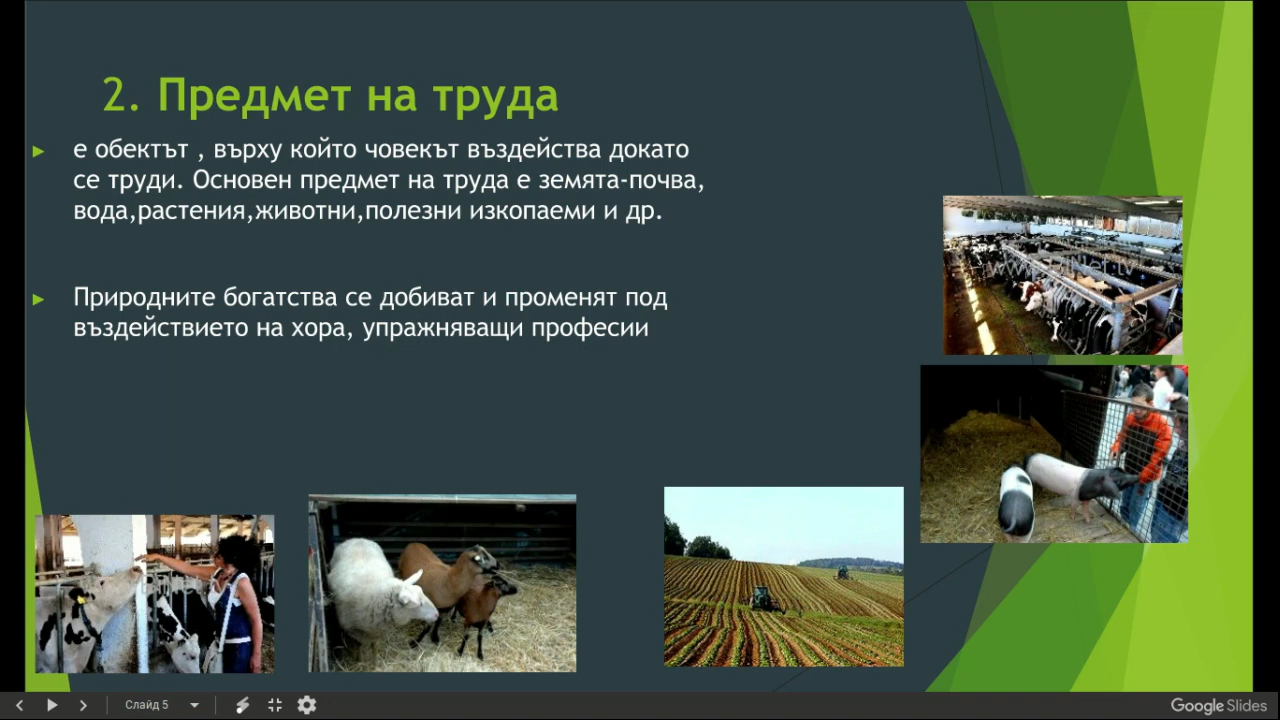 2. Предмет на труда
е обектът , върху който човекът въздейства докато
се труди. Основен предмет на труда е земята-почва,
вода,растения,животни,полезни изкопаеми и др.
Природните богатства се добиват и променят под
въздействието на хора, упражняващи професии
Слайд 5
Google Slides